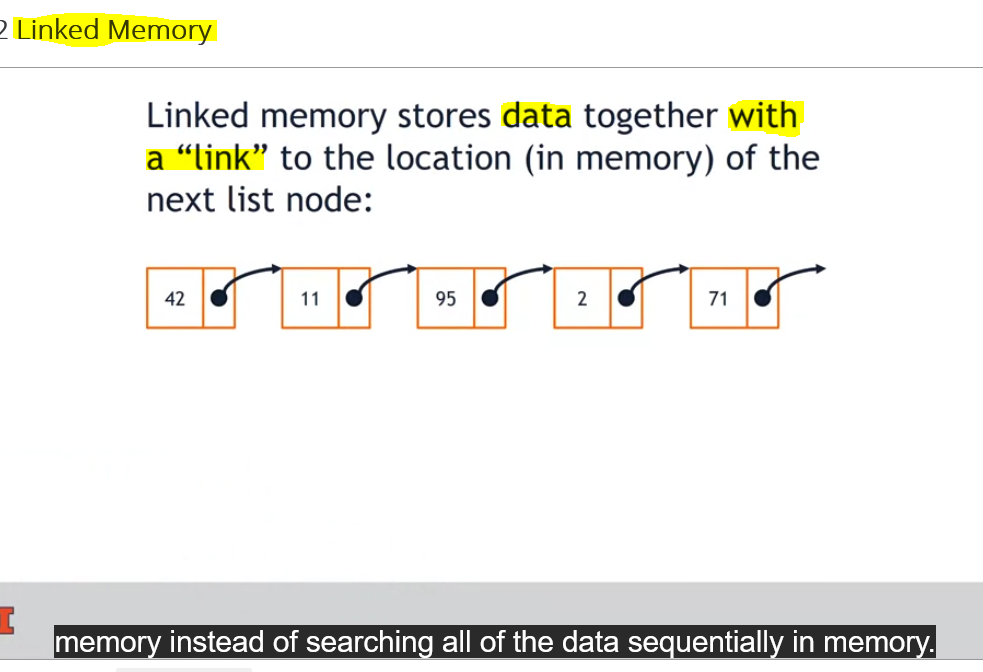 2 Linked Memory
Linked memory stores data together with
a “link” to the location (in memory) of the
next list node:
42 11 95 2 71
I
memory instead of searching all of the data sequentially in memory.